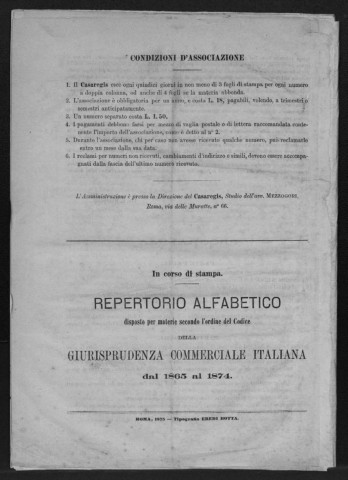 CONDIZIONI D'ASSOCIAZIONE
1. Il Casaregis esce ogni quindici giorni in non meno di 3 fogli di stampa per ogni numero
a doppia colonna, ed anche di 4 fogli se la materia abbonda.
2. L'associazione è obbligatoria per un anno, e costa L. 18, pagabili, volendo, a trimestri o
semestri anticipatamente.
3. Un numero separato costa L. 1,50.
4. I pagamenti debbono farsi per mezzo di vaglia postale o di lettera raccomandata conte-
nente l'importo dell'associazione, come è detto al nº 2.
5. Durante l'associazione, chi per caso non avesse ricevuto qualche numero, può reclamarlo
entro un mese dalla sua data.
6. I reclami per numeri non ricevuti, cambiamenti d'indirizzo e simili, devono essere accompa-
gnati dalla fascia dell'ultimo numero ricevuto.
L'Amministrazione è presso la Direzione del Casaregis, Studio dell'avv.
Roma, via delle Muratte, nº 68.
In corso di stampa.
REPERTORIO ALFABETICO
disposto per materie secondo l'ordine del Codice
DELLA
GIURISPRUDENZA COMMERCIALE ITALIANA
dal 1865 al 1874.
ROMA, 1875 — Tipografia EREDI BOTTA.